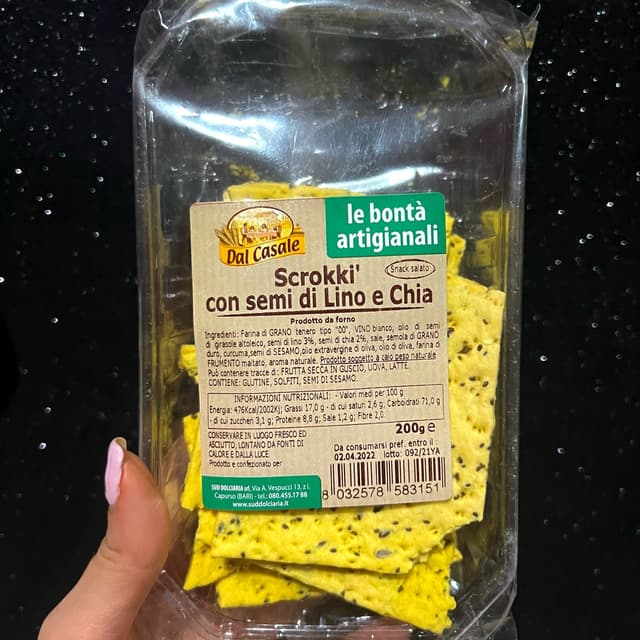 Dal Casale
le bontà
artigianali
Scrokki'
Snack salato
con semi di Lino e Chia
Prodotto da forno
Ingredienti: Farina di GRANO tenero tipo "00", VINO bianco, olio di semi
di girasole altoleico, semi di lino 3%, semi di chia 2%, sale, semola di GRANO
duro, curcuma, semi di SESAMO, olio extravergine di oliva, olio di oliva, farina di
FRUMENTO maltato, aroma naturale. Prodotto soggetto a calo peso naturale
Può contenere tracce di: FRUTTA SECCA IN GUSCIO, UOVA, LATTE.
CONTIENE: GLUTINE, SOLFITI, SEMI DI SESAMO.
INFORMAZIONI NUTRIZIONALI: - Valori medi per 100 g
Energia: 476Kcal/2002Kj; Grassi 17,0 g - di cui saturi 2,6 g; Carboidrati 71,0 g
- di cui zuccheri 3,1 g; Proteine 8,8 g; Sale 1,2 g; Fibre 2,0
200g e
CONSERVARE IN LUOGO FRESCO ED
ASCIUTTO, LONTANO DA FONTI DI
CALORE E DALLA LUCE
Prodotto e confezionato per
Da consumarsi pref. entro il :
02.04.2022 lotto: 092/21YA
SUD DOLCIARIA srl, Via A. Vespucci 13, z.i.
Capurso (BARI) - tel.: 080.455.17 88
www.suddolciaria.it
8 032578 583151